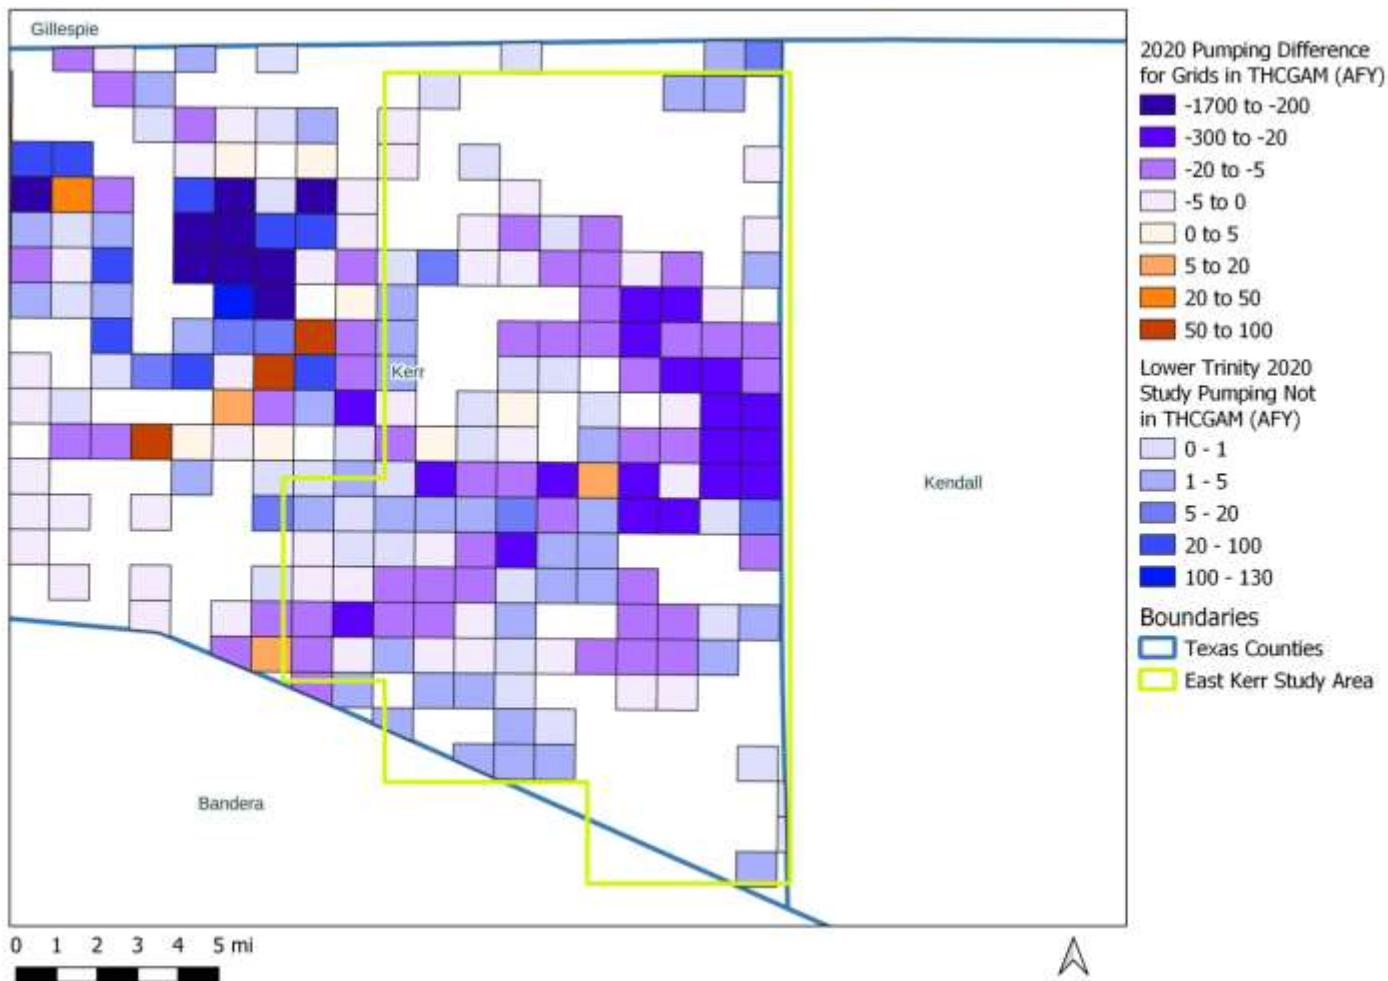 Gillespie
Kerr
Kendall
Bandera
0 1 2 3 4 5 mi
2020 Pumping Difference
for Grids in THCGAM (AFY)
-1700 to -200
-300 to -20
-20 to -5
-5 to 0
0 to 5
5 to 20
20 to 50
50 to 100
Lower Trinity 2020
Study Pumping Not
in THCGAM (AFY)
0 - 1
1 - 5
5 - 20
20 - 100
100 - 130
Boundaries
Texas Counties
East Kerr Study Area